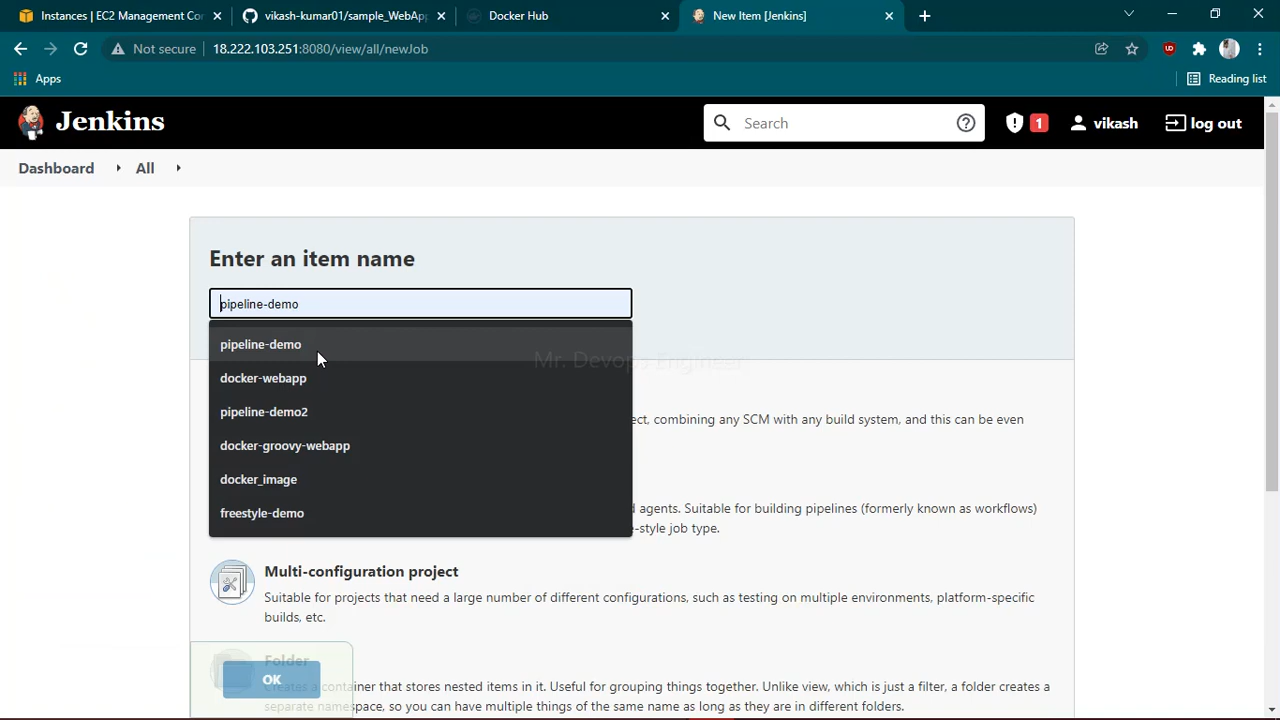 Instances | EC2 Management Con
vikash-kumar01/sample_WebApp
Docker Hub
New Item [Jenkins]
Not secure
18.222.103.251:8080/view/all/newJob
Apps
Reading list
Jenkins
Search
1
vikash
log out
Dashboard
All
Enter an item name
pipeline-demo
pipeline-demo
docker-webapp
pipeline-demo2
docker-groovy-webapp
docker_image
freestyle-demo
Mr. Devops Engineer
ect, combining any SCM with any build system, and this can be even
d agents. Suitable for building pipelines (formerly known as workflows)
e-style job type.
Multi-configuration project
Suitable for projects that need a large number of different configurations, such as testing on multiple environments, platform-specific
builds, etc.
Folder
Creates a container that stores nested items in it. Useful for grouping things together. Unlike view, which is just a filter, a folder creates a
separate namespace, so you can have multiple things of the same name as long as they are in different folders.
OK